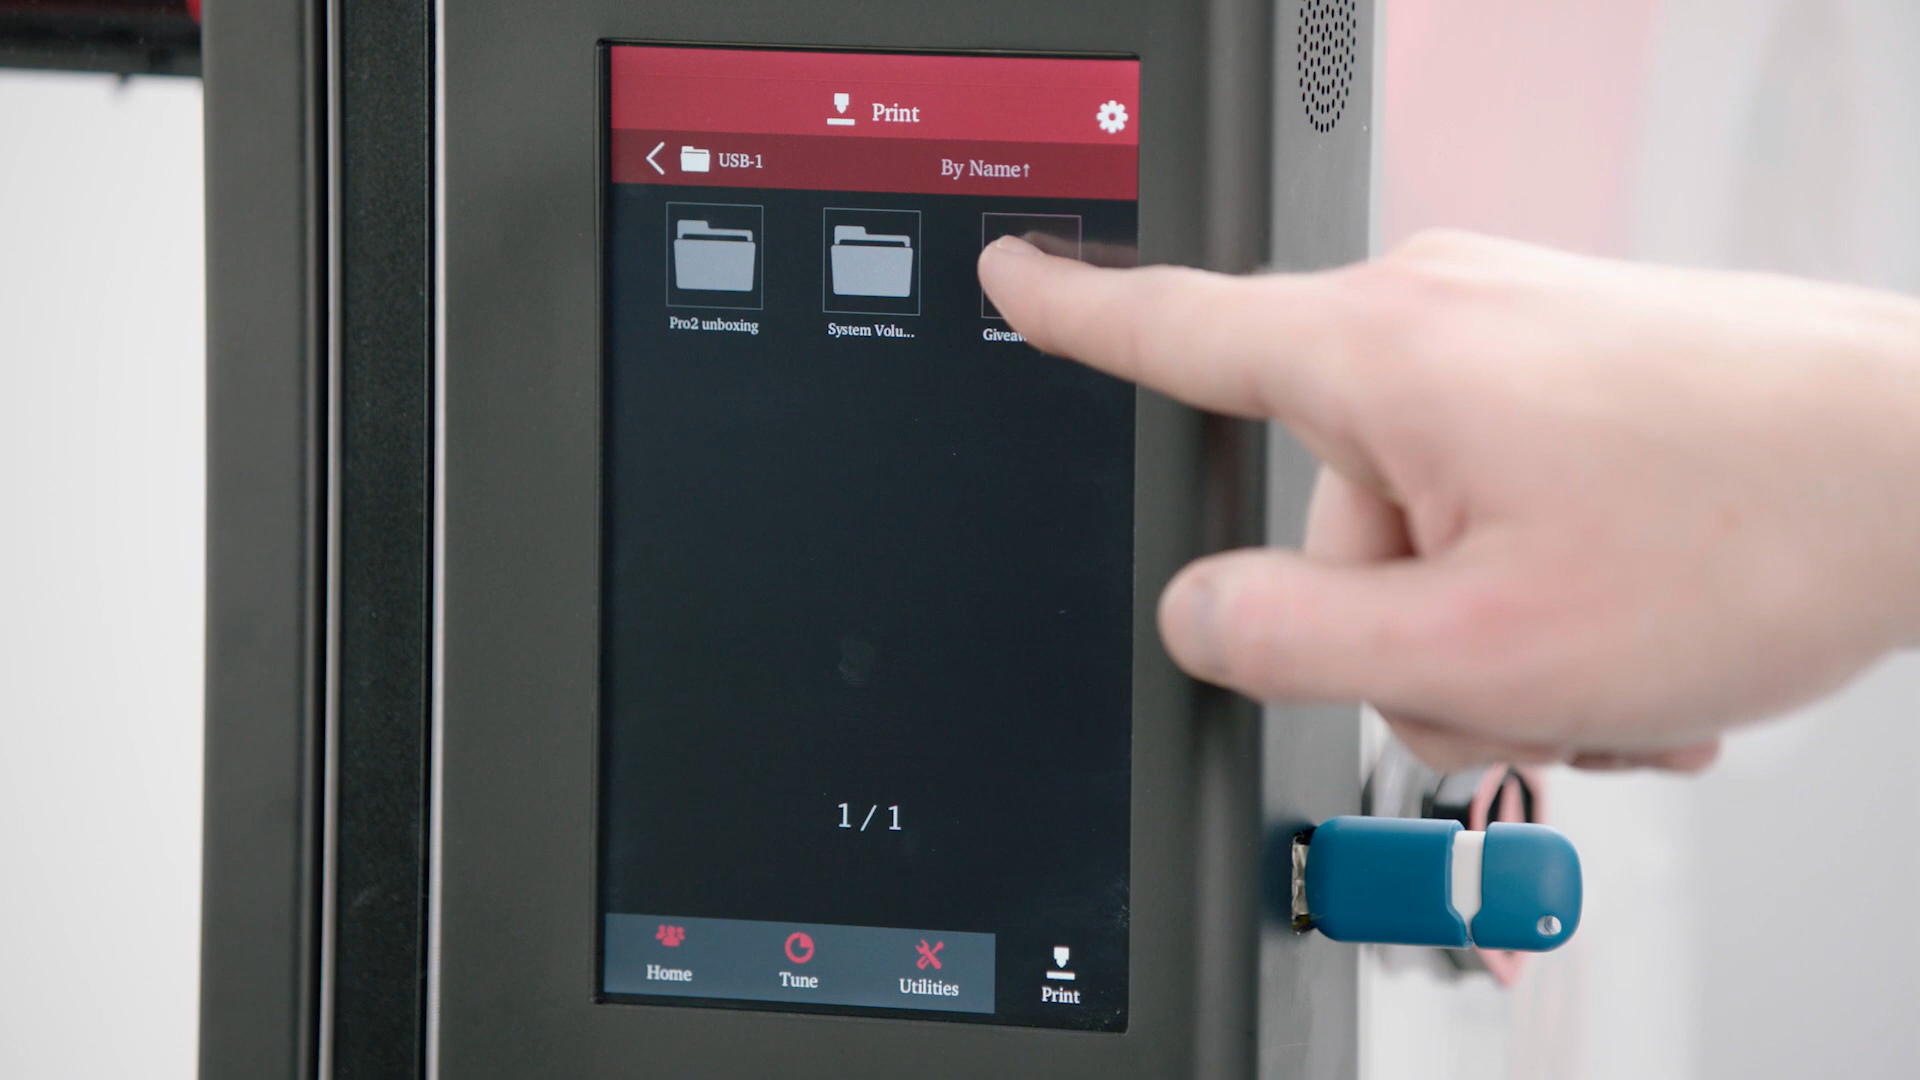 Print
USB-1
By Name↑
Pro2 unboxing
System Volu...
1 / 1
Home
Tune
Utilities
Print